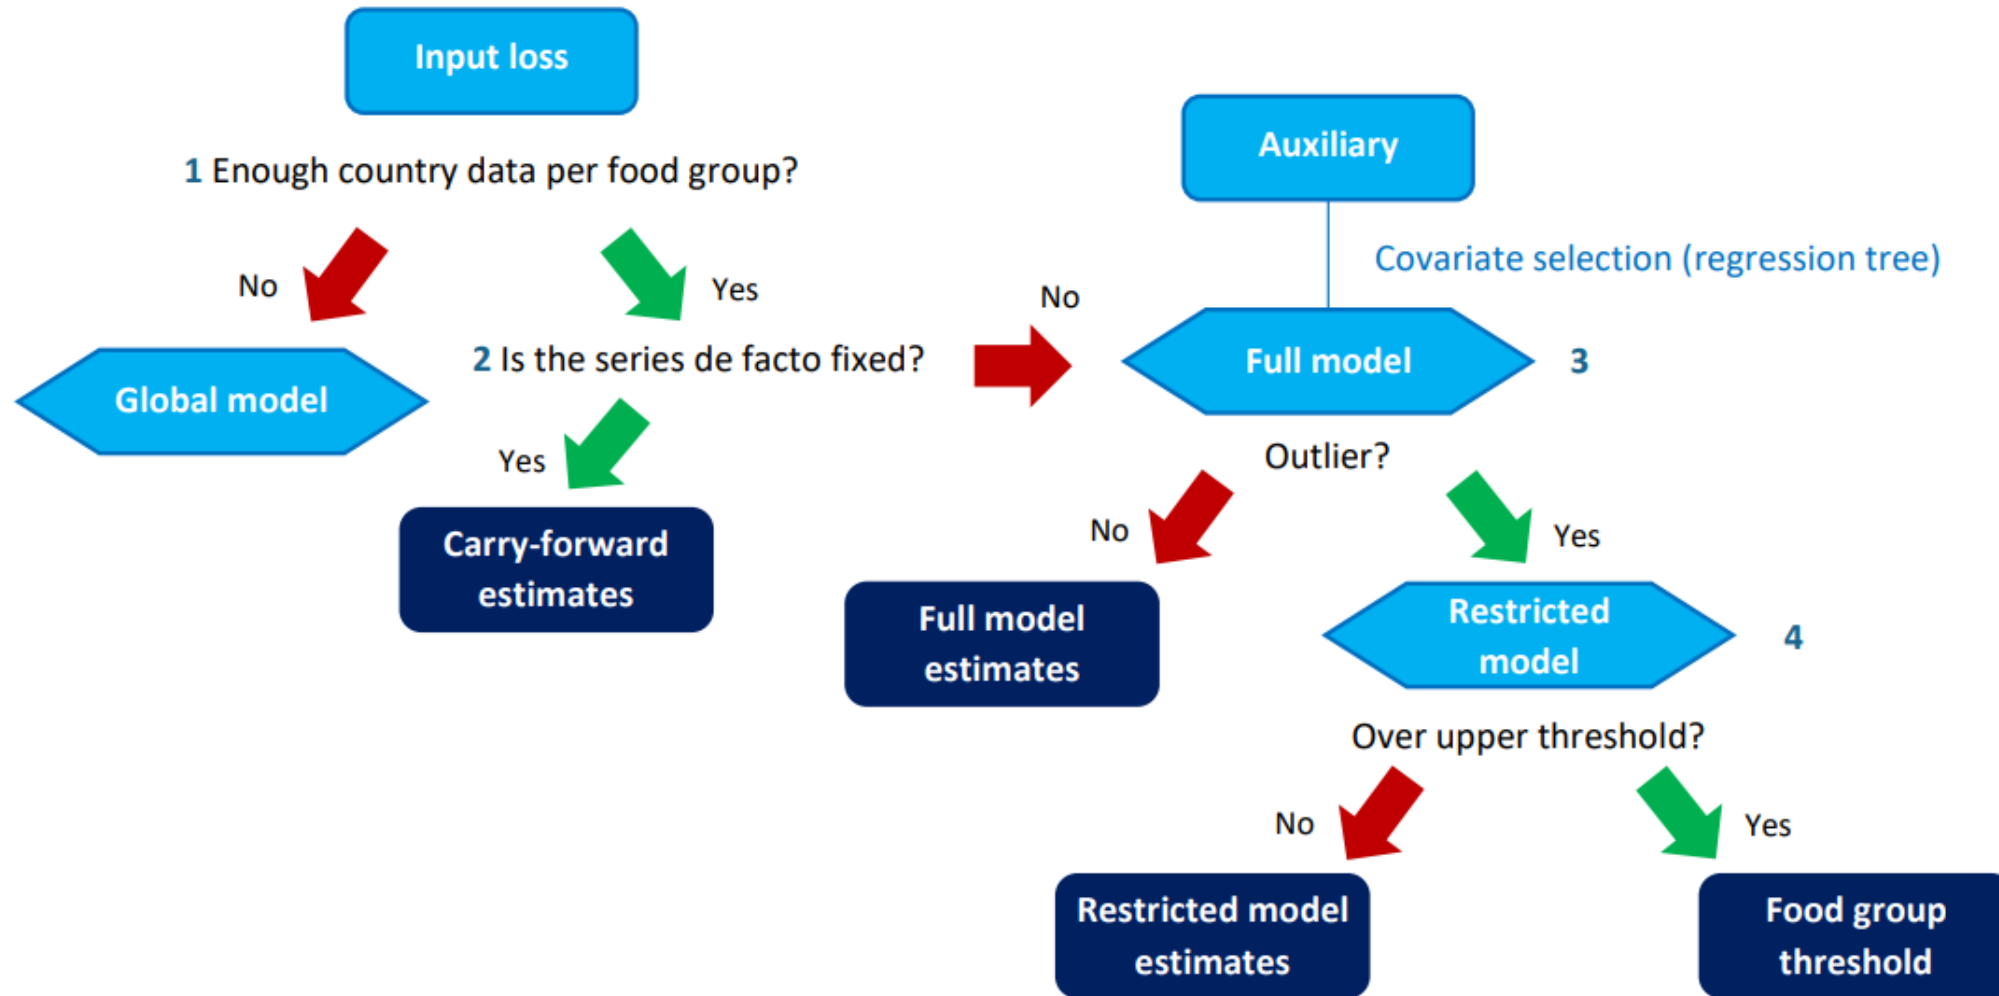 Input loss
1 Enough country data per food group?
No
Yes
Global model
2 Is the series de facto fixed?
Yes
Carry-forward
estimates
No
Auxiliary
Covariate selection (regression tree)
Full model
3
Outlier?
No
Yes
Full model
estimates
Restricted
model
4
Over upper threshold?
No
Yes
Restricted model
estimates
Food group
threshold